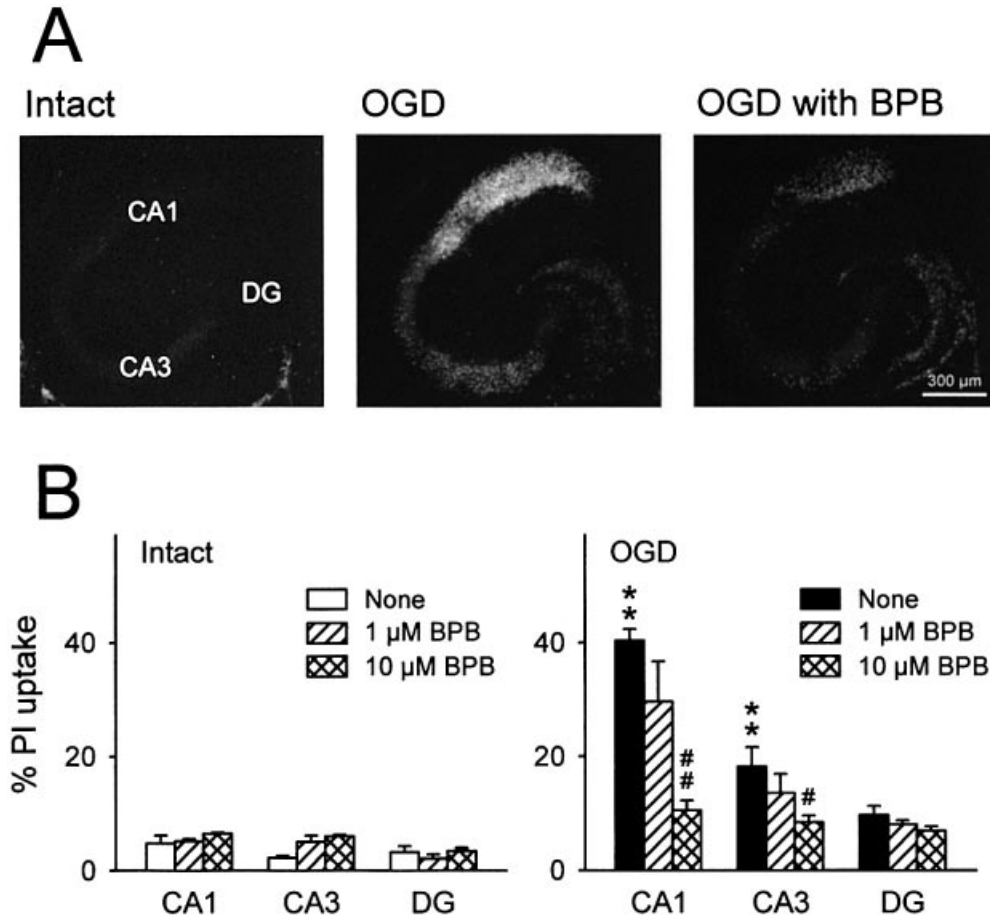 A
Intact
OGD
OGD with BPB
CA1
DG
CA3
300 µm
B
% PI uptake
40
20
0
Intact
None
1 µM BPB
10 µM BPB
CA1 CA3 DG
40
20
0
OGD
None
1 µM BPB
10 µM BPB
*
*
*
*
#
#
#
CA1 CA3 DG